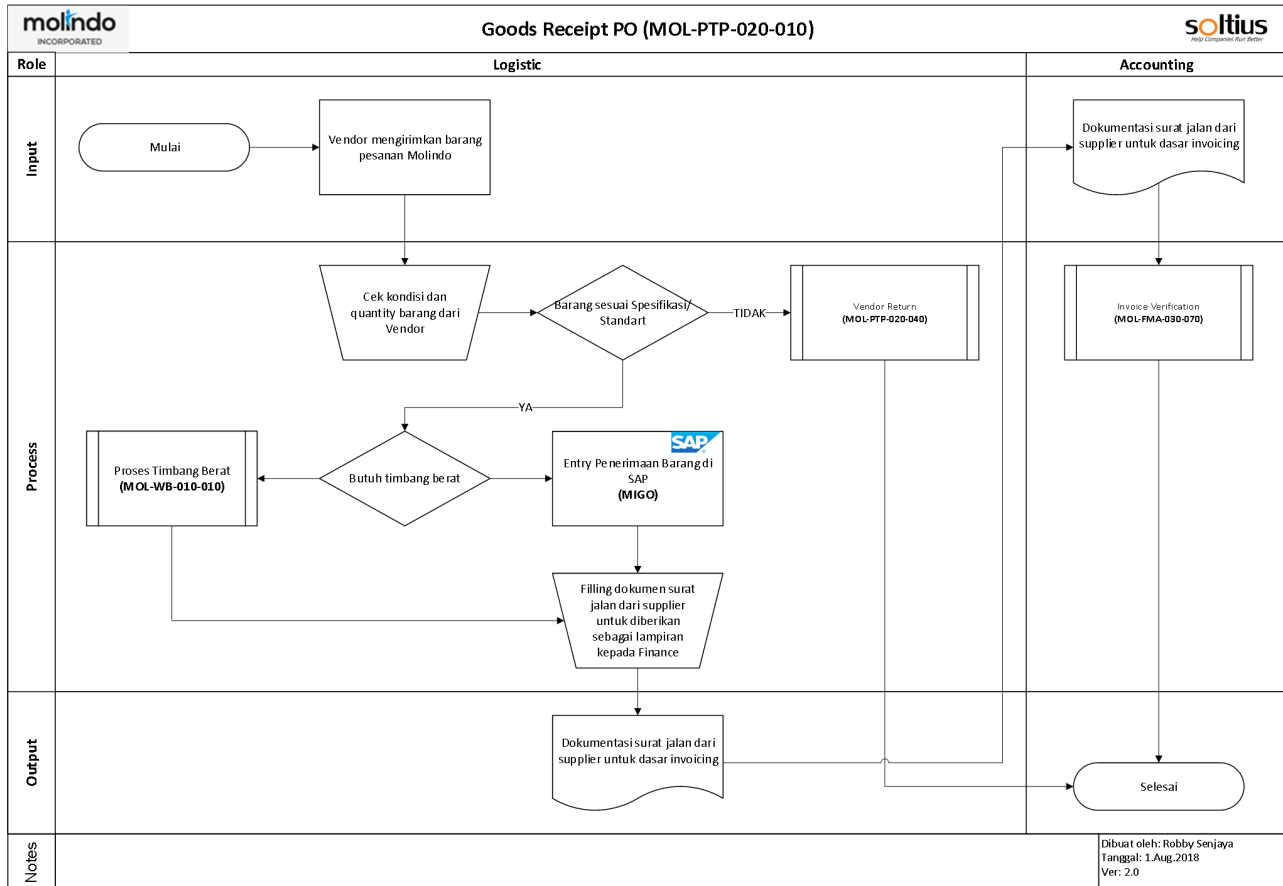 molindo
INCORPORATED
Goods Receipt PO (MOL-PTP-020-010)
soltius
Help Companies Run Better
Role
Logistic
Accounting
Input
Mulai
Vendor mengirimkan barang
pesanan Molindo
Dokumentasi surat jalan dari
supplier untuk dasar invoicing
Process
Cek kondisi dan
quantity barang dari
Vendor
Barang sesuai Spesifikasi/
Standart
TIDAK
Vendor Return
(MOL-PTP-020-040)
Invoice Verification
(MOL-FMA-030-070)
YA
Proses Timbang Berat
(MOL-WB-010-010)
Butuh timbang berat
SAP
Entry Penerimaan Barang di
SAP
(MIGO)
Filling dokumen surat
jalan dari supplier
untuk diberikan
sebagai lampiran
kepada Finance
Output
Dokumentasi surat jalan dari
supplier untuk dasar invoicing
Selesai
Notes
Dibuat oleh: Robby Senjaya
Tanggal: 1.Aug.2018
Ver: 2.0